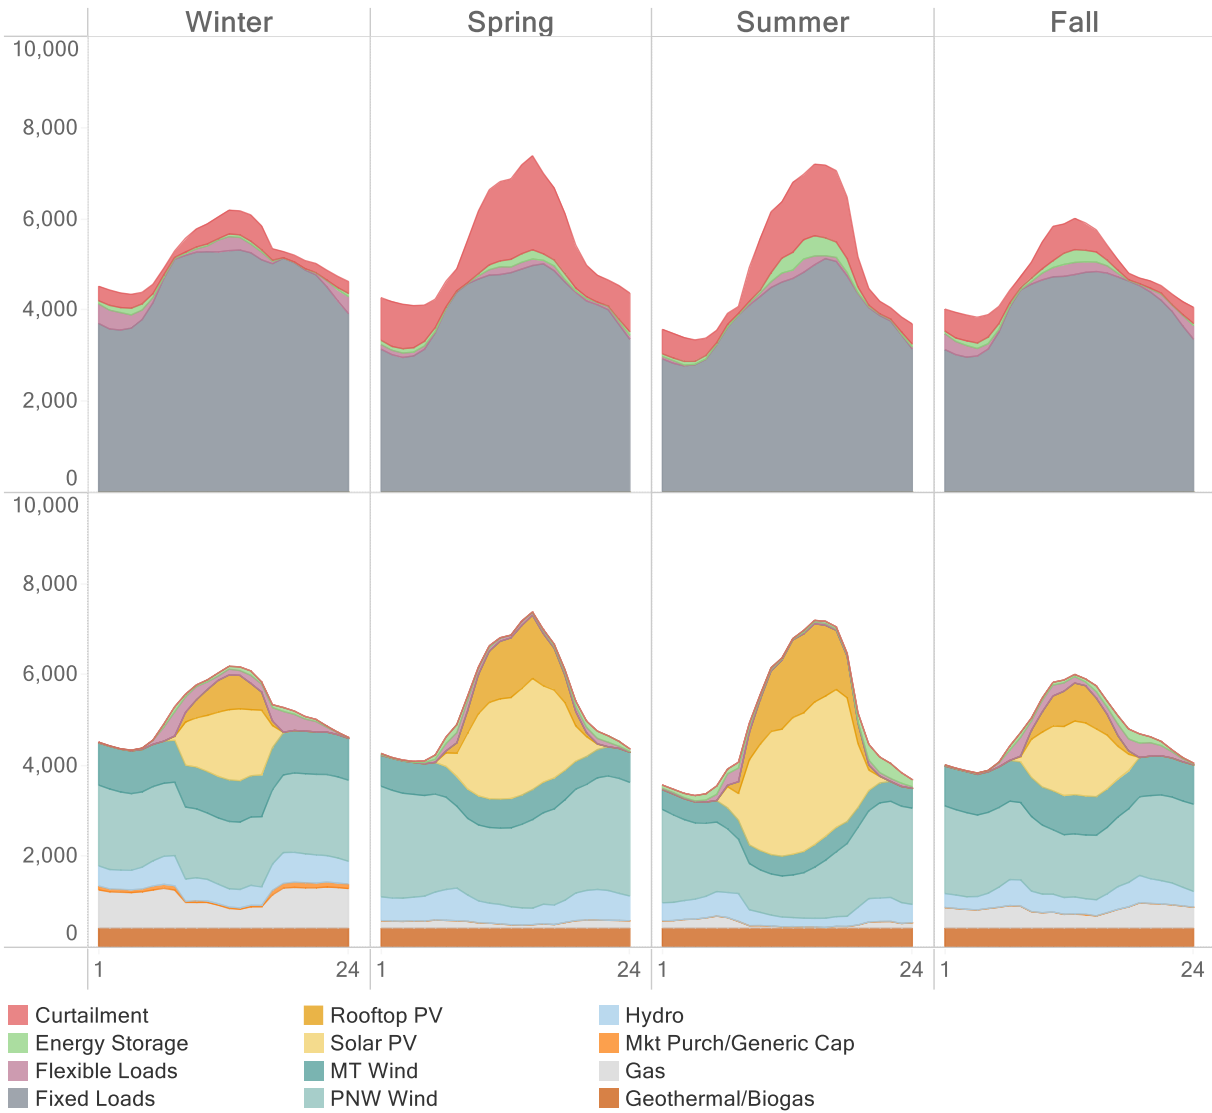 Winter Spring Summer Fall
10,000
8,000
6,000
4,000
2,000
0
10,000
8,000
6,000
4,000
2,000
0
1 24 1 24 1 24 1 24
Curtailment Rooftop PV Hydro
Energy Storage Solar PV Mkt Purch/Generic Cap
Flexible Loads MT Wind Gas
Fixed Loads PNW Wind Geothermal/Biogas